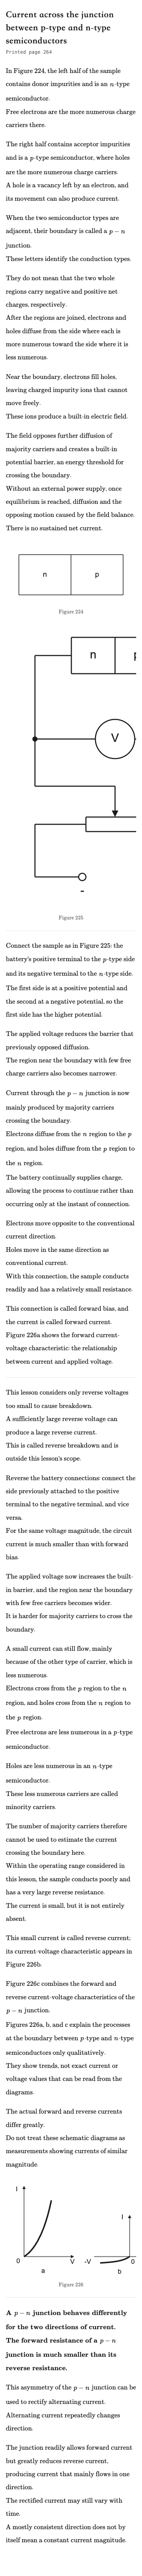 Current across the junction
between p-type and n-type
semiconductors
Printed page 264
In Figure 224, the left half of the sample
contains donor impurities and is an n-type
semiconductor.
Free electrons are the more numerous charge
carriers there.
The right half contains acceptor impurities
and is a p-type semiconductor, where holes
are the more numerous charge carriers.
A hole is a vacancy left by an electron, and
its movement can also produce current.
When the two semiconductor types are
adjacent, their boundary is called a p − n
junction.
These letters identify the conduction types.
They do not mean that the two whole
regions carry negative and positive net
charges, respectively.
After the regions are joined, electrons and
holes diffuse from the side where each is
more numerous toward the side where it is
less numerous.
Near the boundary, electrons fill holes,
leaving charged impurity ions that cannot
move freely.
These ions produce a built-in electric field.
The field opposes further diffusion of
majority carriers and creates a built-in
potential barrier, an energy threshold for
crossing the boundary.
Without an external power supply, once
equilibrium is reached, diffusion and the
opposing motion caused by the field balance.
There is no sustained net current.
n p
Figure 224
n p
V
-
Figure 225
Connect the sample as in Figure 225: the
battery's positive terminal to the p-type side
and its negative terminal to the n-type side.
The first side is at a positive potential and
the second at a negative potential, so the
first side has the higher potential.
The applied voltage reduces the barrier that
previously opposed diffusion.
The region near the boundary with few free
charge carriers also becomes narrower.
Current through the p − n junction is now
mainly produced by majority carriers
crossing the boundary.
Electrons diffuse from the n region to the p
region, and holes diffuse from the p region to
the n region.
The battery continually supplies charge,
allowing the process to continue rather than
occurring only at the instant of connection.
Electrons move opposite to the conventional
current direction.
Holes move in the same direction as
conventional current.
With this connection, the sample conducts
readily and has a relatively small resistance.
This connection is called forward bias, and
the current is called forward current.
Figure 226a shows the forward current-
voltage characteristic: the relationship
between current and applied voltage.
This lesson considers only reverse voltages
too small to cause breakdown.
A sufficiently large reverse voltage can
produce a large reverse current.
This is called reverse breakdown and is
outside this lesson's scope.
Reverse the battery connections: connect the
side previously attached to the positive
terminal to the negative terminal, and vice
versa.
For the same voltage magnitude, the circuit
current is much smaller than with forward
bias.
The applied voltage now increases the built-
in barrier, and the region near the boundary
with few free carriers becomes wider.
It is harder for majority carriers to cross the
boundary.
A small current can still flow, mainly
because of the other type of carrier, which is
less numerous.
Electrons cross from the p region to the n
region, and holes cross from the n region to
the p region.
Free electrons are less numerous in a p-type
semiconductor.
Holes are less numerous in an n-type
semiconductor.
These less numerous carriers are called
minority carriers.
The number of majority carriers therefore
cannot be used to estimate the current
crossing the boundary here.
Within the operating range considered in
this lesson, the sample conducts poorly and
has a very large reverse resistance.
The current is small, but it is not entirely
absent.
This small current is called reverse current;
its current-voltage characteristic appears in
Figure 226b.
Figure 226c combines the forward and
reverse current-voltage characteristics of the
p − n junction.
Figures 226a, b, and c explain the processes
at the boundary between p-type and n-type
semiconductors only qualitatively.
They show trends, not exact current or
voltage values that can be read from the
diagrams.
The actual forward and reverse currents
differ greatly.
Do not treat these schematic diagrams as
measurements showing currents of similar
magnitude.
I I
0 V -V 0
a b
Figure 226
A p − n junction behaves differently
for the two directions of current.
The forward resistance of a p − n
junction is much smaller than its
reverse resistance.
This asymmetry of the p − n junction can be
used to rectify alternating current.
Alternating current repeatedly changes
direction.
The junction readily allows forward current
but greatly reduces reverse current,
producing current that mainly flows in one
direction.
The rectified current may still vary with
time.
A mostly consistent direction does not by
itself mean a constant current magnitude.